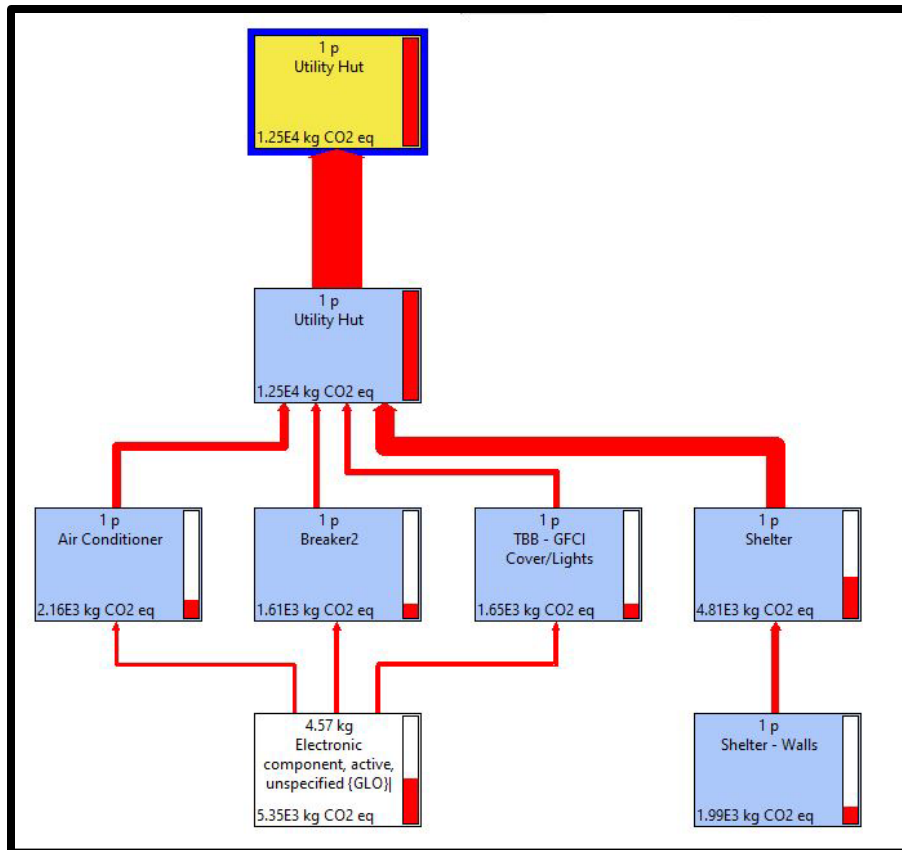 1 p
Utility Hut
1.25E4 kg CO2 eq
1 p
Utility Hut
1.25E4 kg CO2 eq
1 p
Air Conditioner
2.16E3 kg CO2 eq
1 p
Breaker2
1.61E3 kg CO2 eq
1 p
TBB - GFCI
Cover/Lights
1.65E3 kg CO2 eq
1 p
Shelter
4.81E3 kg CO2 eq
4.57 kg
Electronic
component, active,
unspecified {GLO}|
5.35E3 kg CO2 eq
1 p
Shelter - Walls
1.99E3 kg CO2 eq